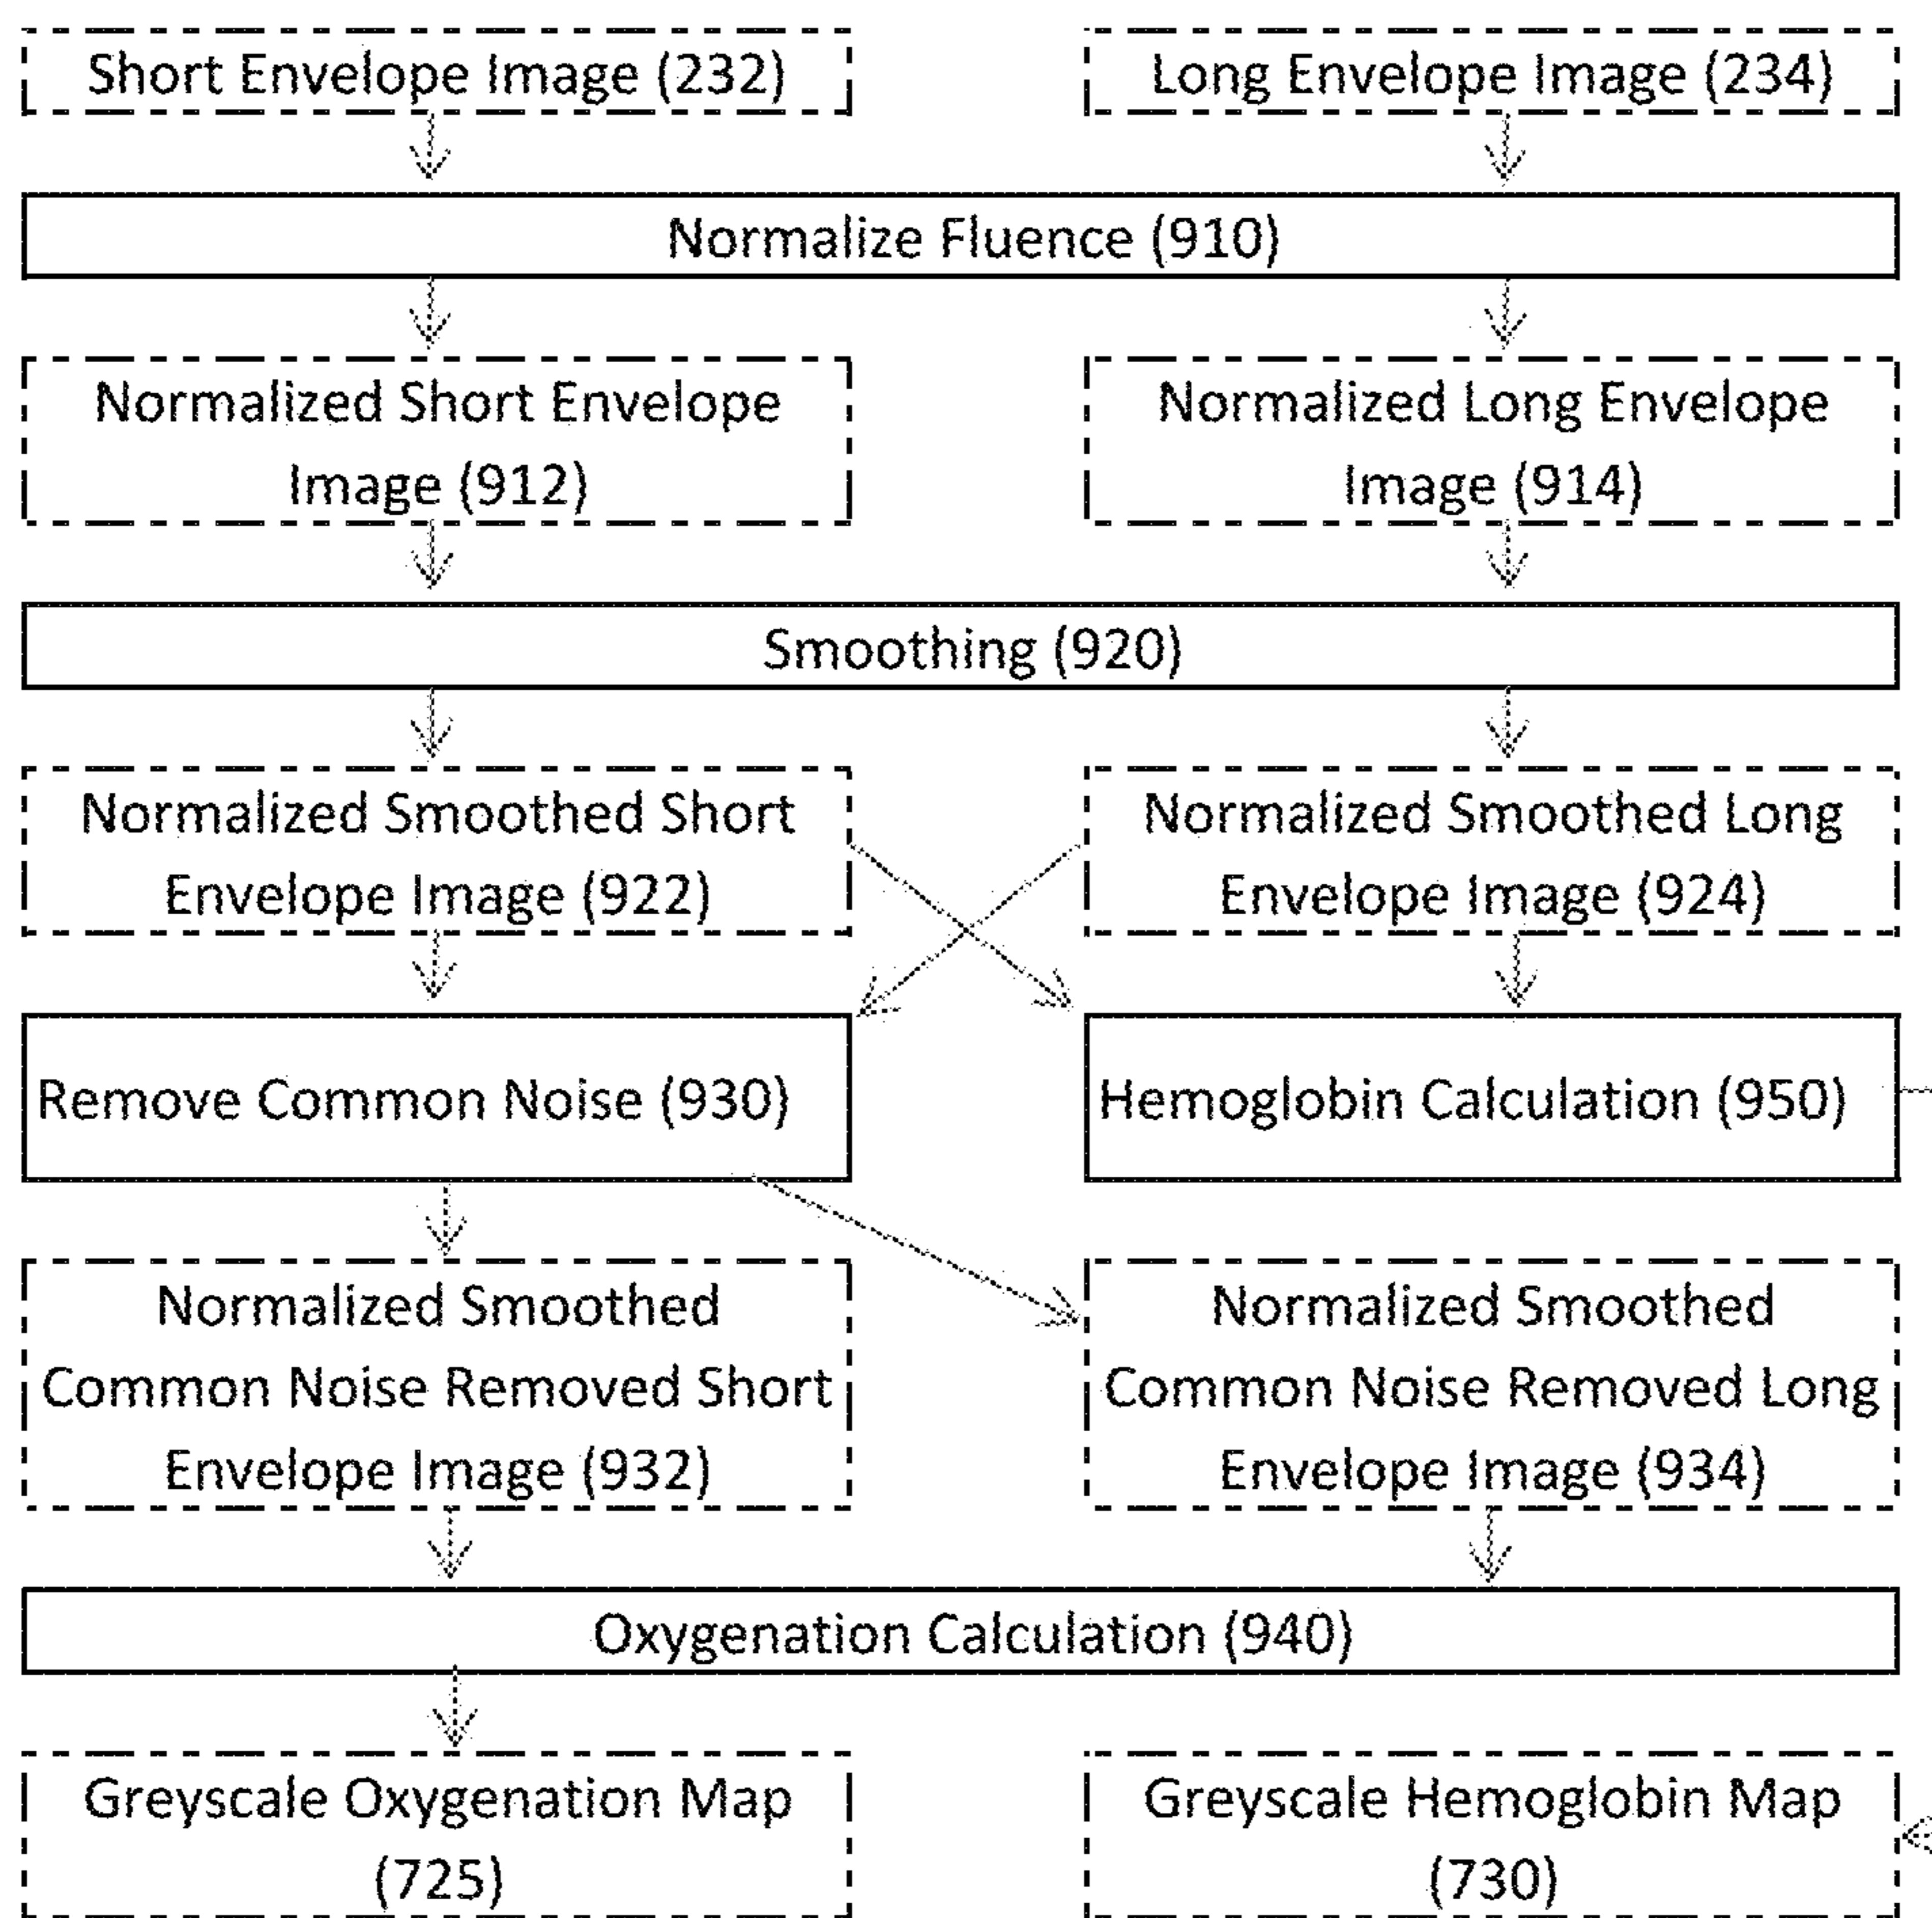 Short Envelope Image (232)
Long Envelope Image (234)
Normalize Fluence (910)
Normalized Short Envelope
Image (912)
Normalized Long Envelope
Image (914)
Smoothing (920)
Normalized Smoothed Short
Envelope Image (922)
Normalized Smoothed Long
Envelope Image (924)
Remove Common Noise (930)
Hemoglobin Calculation (950)
Normalized Smoothed
Common Noise Removed Short
Envelope Image (932)
Normalized Smoothed
Common Noise Removed Long
Envelope Image (934)
Oxygenation Calculation (940)
Greyscale Oxygenation Map
(725)
Greyscale Hemoglobin Map
(730)